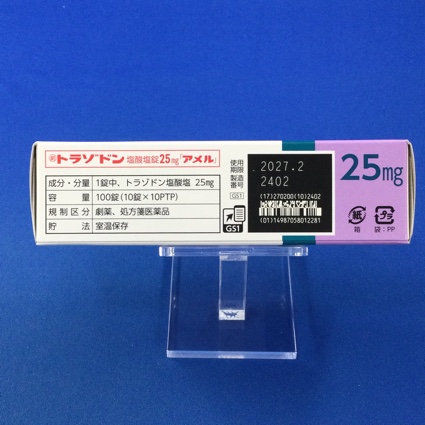 劇 トラゾドン塩酸塩錠25mg「アメル」
成分・分量 1錠中、トラゾドン塩酸塩 25mg
容量 100錠(10錠×10PTP)
規制区分 劇薬、処方箋医薬品
貯法 室温保存
使用期限 2027.2
製造番号 2402
GS1
(17)270200(10)2402
(01)14987058012281
GS1
25mg
紙
箱
プラ
袋:PP